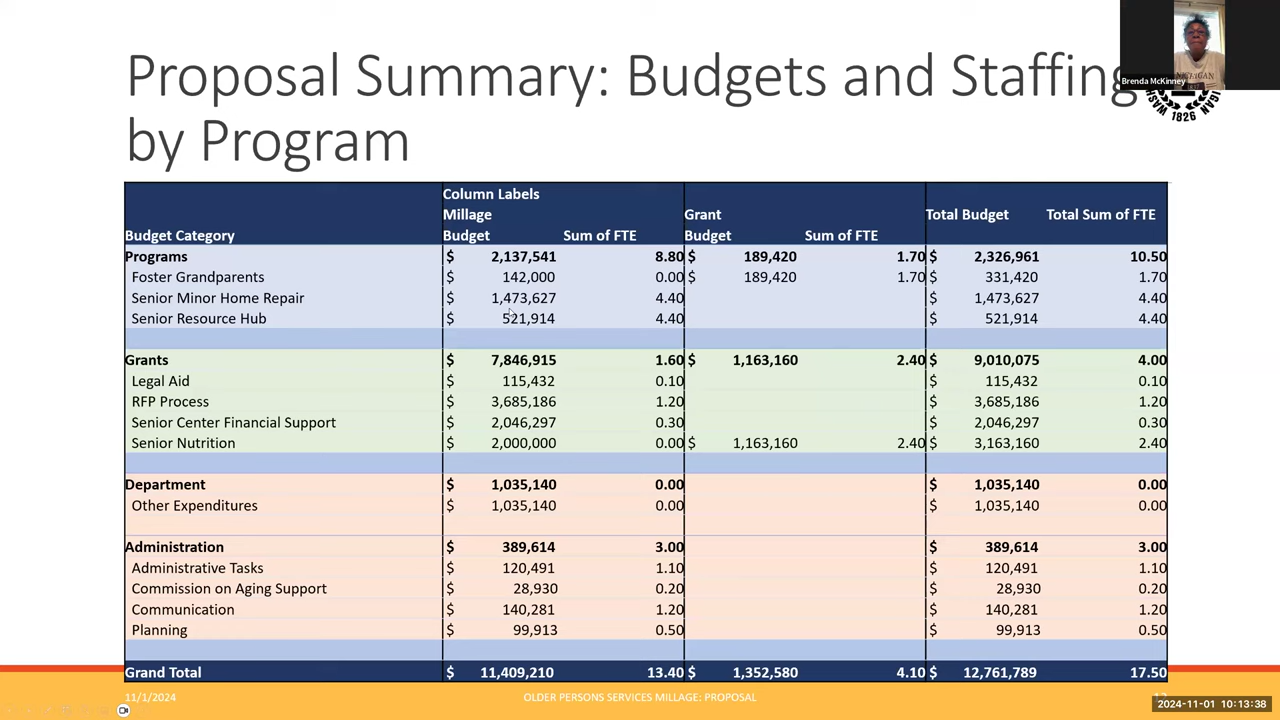 Proposal Summary: Budgets and Staffing
by Program
Brenda McKinney
1826
Column Labels
Millage Grant Total Budget Total Sum of FTE
Budget Category Budget Sum of FTE Budget Sum of FTE
Programs $ 2,137,541 8.80 $ 189,420 1.70 $ 2,326,961 10.50
Foster Grandparents $ 142,000 0.00 $ 189,420 1.70 $ 331,420 1.70
Senior Minor Home Repair $ 1,473,627 4.40 $ 1,473,627 4.40
Senior Resource Hub $ 521,914 4.40 $ 521,914 4.40
Grants $ 7,846,915 1.60 $ 1,163,160 2.40 $ 9,010,075 4.00
Legal Aid $ 115,432 0.10 $ 115,432 0.10
RFP Process $ 3,685,186 1.20 $ 3,685,186 1.20
Senior Center Financial Support $ 2,046,297 0.30 $ 2,046,297 0.30
Senior Nutrition $ 2,000,000 0.00 $ 1,163,160 2.40 $ 3,163,160 2.40
Department $ 1,035,140 0.00 $ 1,035,140 0.00
Other Expenditures $ 1,035,140 0.00 $ 1,035,140 0.00
Administration $ 389,614 3.00 $ 389,614 3.00
Administrative Tasks $ 120,491 1.10 $ 120,491 1.10
Commission on Aging Support $ 28,930 0.20 $ 28,930 0.20
Communication $ 140,281 1.20 $ 140,281 1.20
Planning $ 99,913 0.50 $ 99,913 0.50
Grand Total $ 11,409,210 13.40 $ 1,352,580 4.10 $ 12,761,789 17.50
11/1/2024 OLDER PERSONS SERVICES MILLAGE: PROPOSAL
2024-11-01 10:13:38